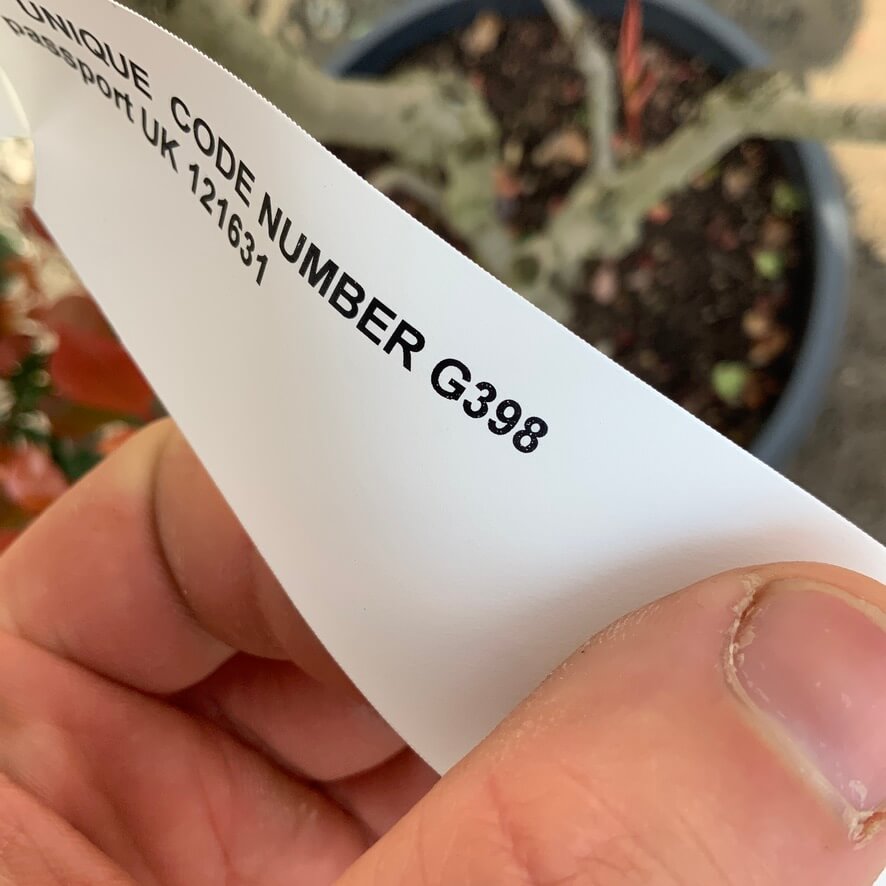 UNIQUE CODE NUMBER G398
passport UK 121631